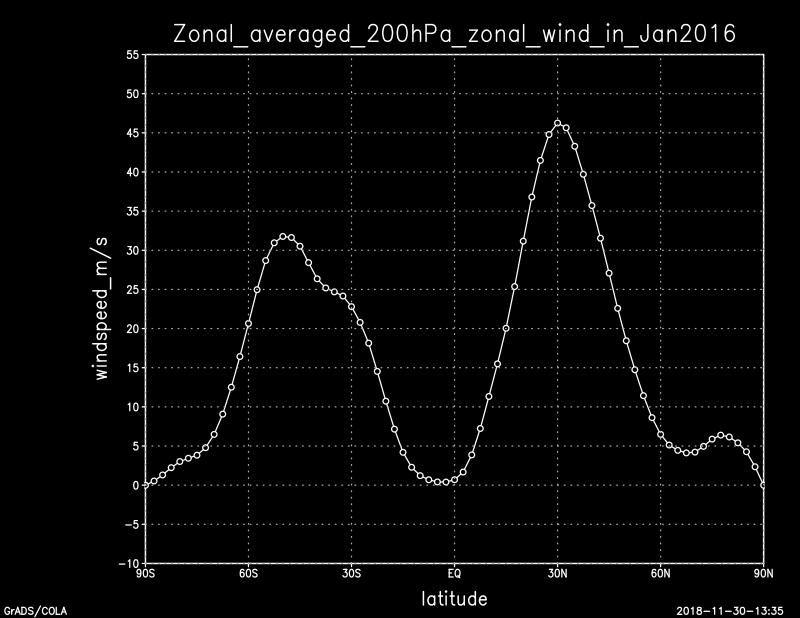 Zonal_averaged_200hPa_zonal_wind_in_Jan2016
55
50
45
40
35
30
25
20
15
10
5
0
-5
-10
windspeed_m/s
90S 60S 30S EQ 30N 60N 90N
latitude
GrADS/COLA 2018-11-30-13:35